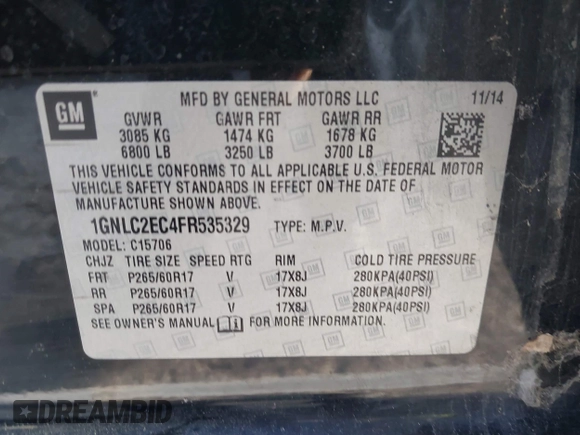 GM
MFD BY GENERAL MOTORS LLC 11/14
GVWR GAWR FRT GAWR RR
3085 KG 1474 KG 1678 KG
6800 LB 3250 LB 3700 LB
THIS VEHICLE CONFORMS TO ALL APPLICABLE U.S. FEDERAL MOTOR
VEHICLE SAFETY STANDARDS IN EFFECT ON THE DATE OF
MANUFACTURE SHOWN ABOVE.
1GNLC2EC4FR535329 TYPE: M.P.V.
MODEL: C15706
CHJZ TIRE SIZE SPEED RTG RIM COLD TIRE PRESSURE
FRT P265/60R17 V 17X8J 280KPA(40PSI)
RR P265/60R17 V 17X8J 280KPA(40PSI)
SPA P265/60R17 V 17X8J 280KPA(40PSI)
SEE OWNER'S MANUAL FOR MORE INFORMATION.
DREAMBID